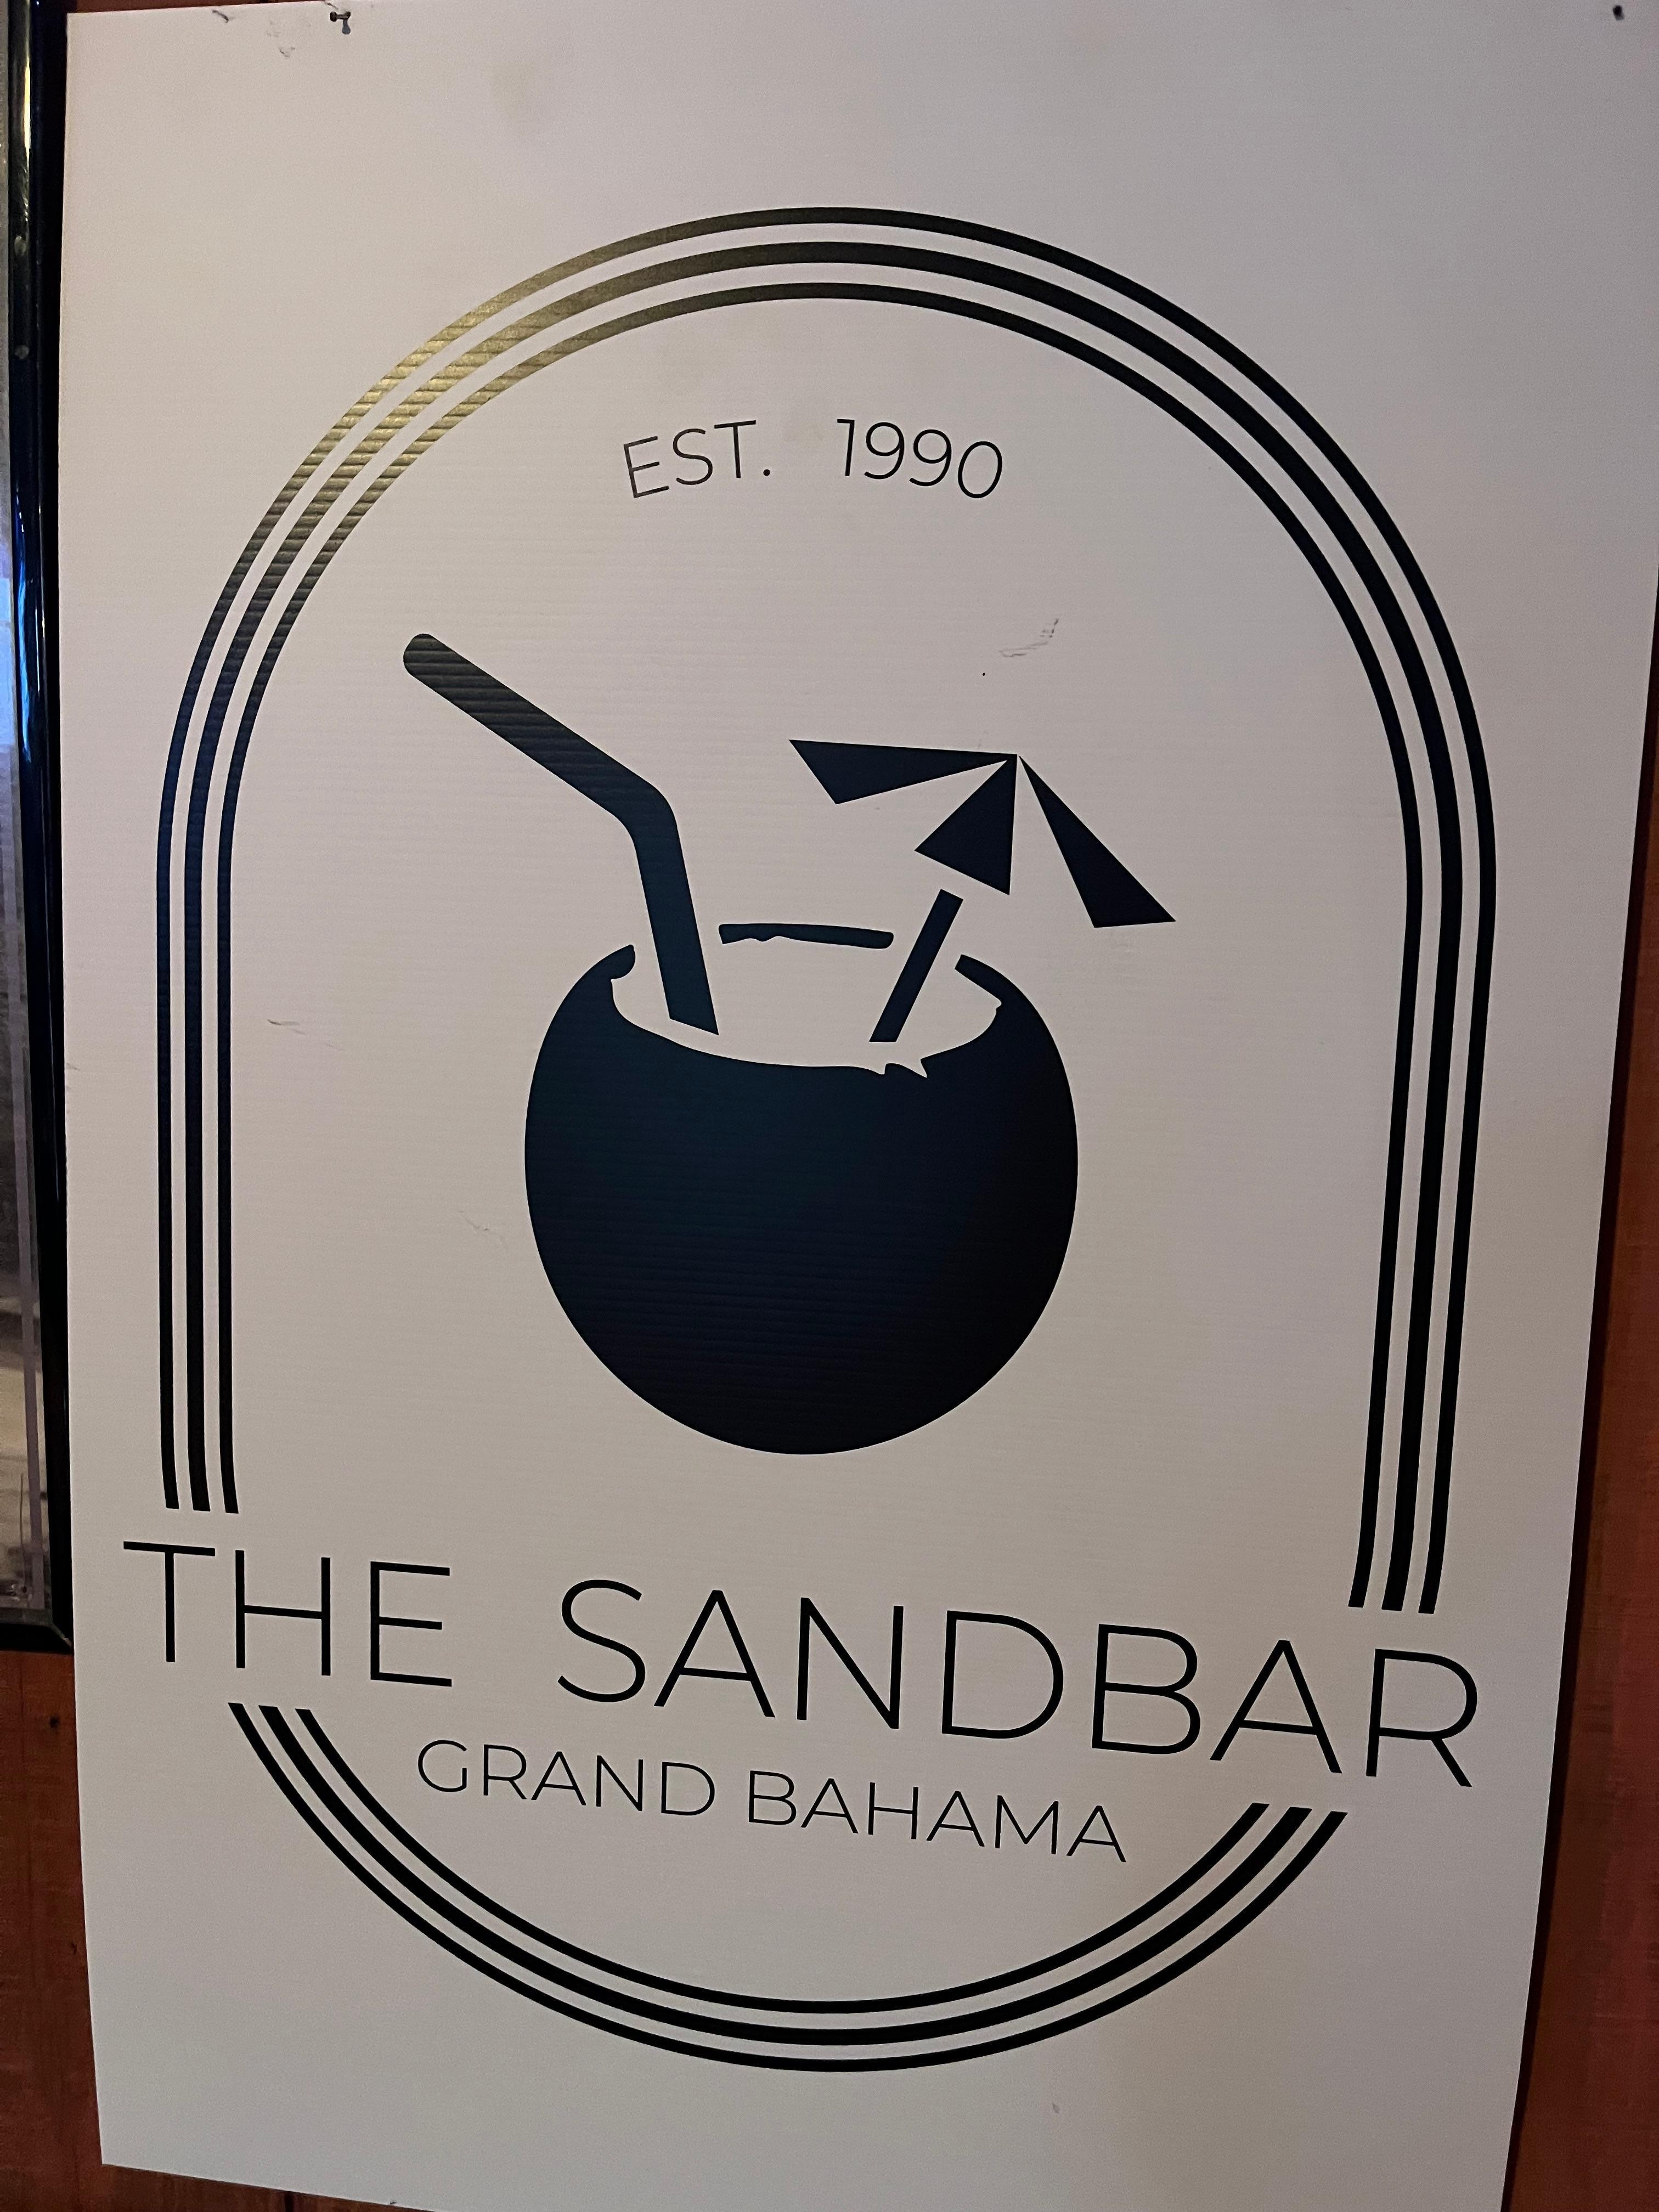 EST. 1990
THE SANDBAR
GRAND BAHAMA